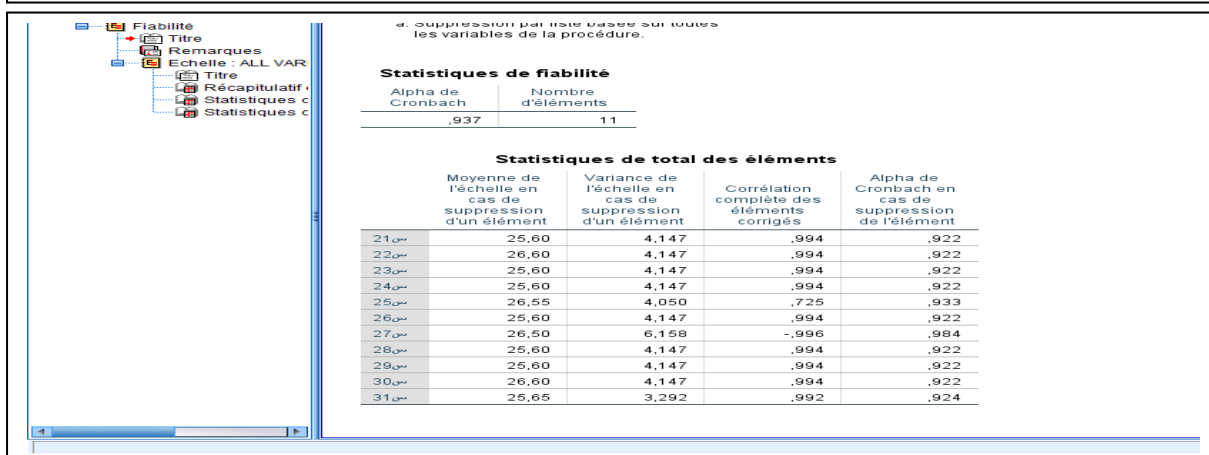 Fiabilité
Titre
Remarques
Echelle : ALL VAR
Titre
Récapitulatif
Statistiques
Statistiques
a. Suppression par liste basée sur toutes
les variables de la procédure.
Statistiques de fiabilité
Alpha de Cronbach Nombre d'éléments
,937 11
Statistiques de total des éléments
Moyenne de l'échelle en cas de suppression d'un élément Variance de l'échelle en cas de suppression d'un élément Corrélation complète des éléments corrigés Alpha de Cronbach en cas de suppression de l'élément
س21 25,60 4,147 ,994 ,922
س22 26,60 4,147 ,994 ,922
س23 25,60 4,147 ,994 ,922
س24 25,60 4,147 ,994 ,922
س25 26,55 4,050 ,725 ,933
س26 25,60 4,147 ,994 ,922
س27 26,50 6,158 -,996 ,984
س28 25,60 4,147 ,994 ,922
س29 25,60 4,147 ,994 ,922
س30 26,60 4,147 ,994 ,922
س31 25,65 3,292 ,992 ,924